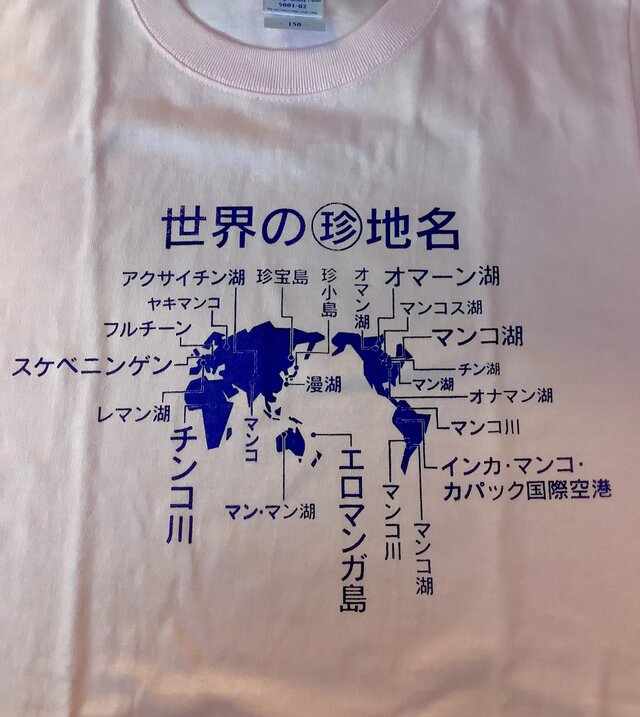 5001-02
150
世界の㊙地名
アクサイチン湖
珍宝島
珍小島
オマン湖
オマーン湖
ヤキマンコ
マンコス湖
フルチーン
マンコ湖
スケベニンゲン
チン湖
漫湖
マン湖
オナマン湖
レマン湖
マンコ
マンコ川
チンコ川
インカ・マンコ・
カパック国際空港
マン・マン湖
エロマンガ島
マンコ川
マンコ湖